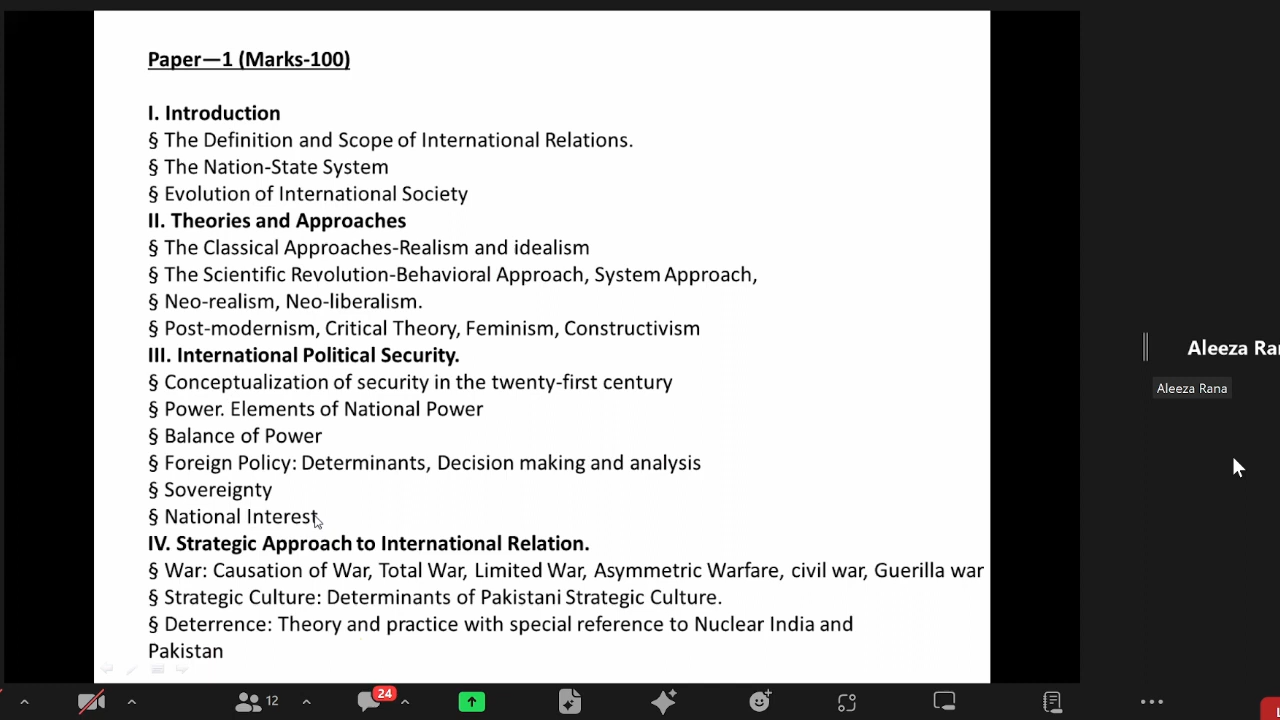 Paper—1 (Marks-100)
I. Introduction
§ The Definition and Scope of International Relations.
§ The Nation-State System
§ Evolution of International Society
II. Theories and Approaches
§ The Classical Approaches-Realism and idealism
§ The Scientific Revolution-Behavioral Approach, System Approach,
§ Neo-realism, Neo-liberalism.
§ Post-modernism, Critical Theory, Feminism, Constructivism
III. International Political Security.
§ Conceptualization of security in the twenty-first century
§ Power. Elements of National Power
§ Balance of Power
§ Foreign Policy: Determinants, Decision making and analysis
§ Sovereignty
§ National Interest
IV. Strategic Approach to International Relation.
§ War: Causation of War, Total War, Limited War, Asymmetric Warfare, civil war, Guerilla war
§ Strategic Culture: Determinants of Pakistani Strategic Culture.
§ Deterrence: Theory and practice with special reference to Nuclear India and
Pakistan
Aleeza Ra
Aleeza Rana
12
24